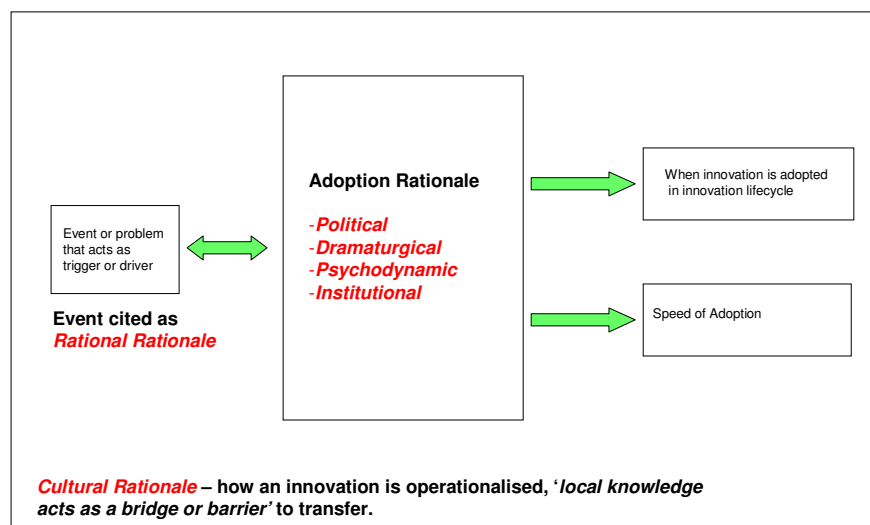 Event or problem
that acts as
trigger or driver
Event cited as
Rational Rationale
Adoption Rationale
-Political
-Dramaturgical
-Psychodynamic
-Institutional
When innovation is adopted
in innovation lifecycle
Speed of Adoption
Cultural Rationale – how an innovation is operationalised, ‘local knowledge
acts as a bridge or barrier’ to transfer.